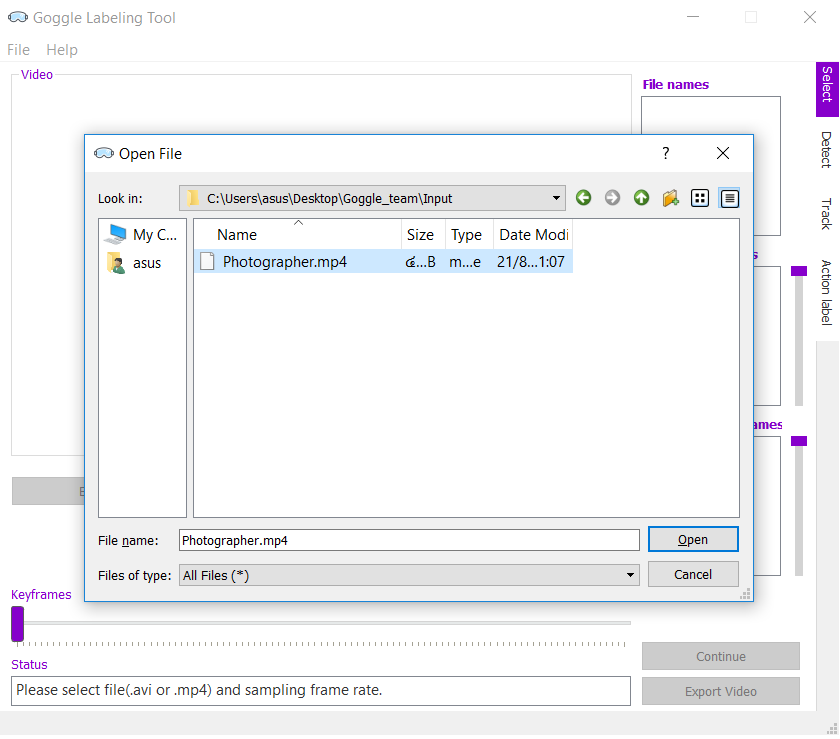 Goggle Labeling Tool
File Help
Video
File names
Select
Detect
Track
Action label
Open File
?
Look in: C:\Users\asus\Desktop\Goggle_team\Input
My C...
asus
Name Size Type Date Modi
Photographer.mp4 ...B m...e 21/8...1:07
File name: Photographer.mp4 Open
Files of type: All Files (*) Cancel
Keyframes
Status
Please select file(.avi or .mp4) and sampling frame rate.
Continue
Export Video